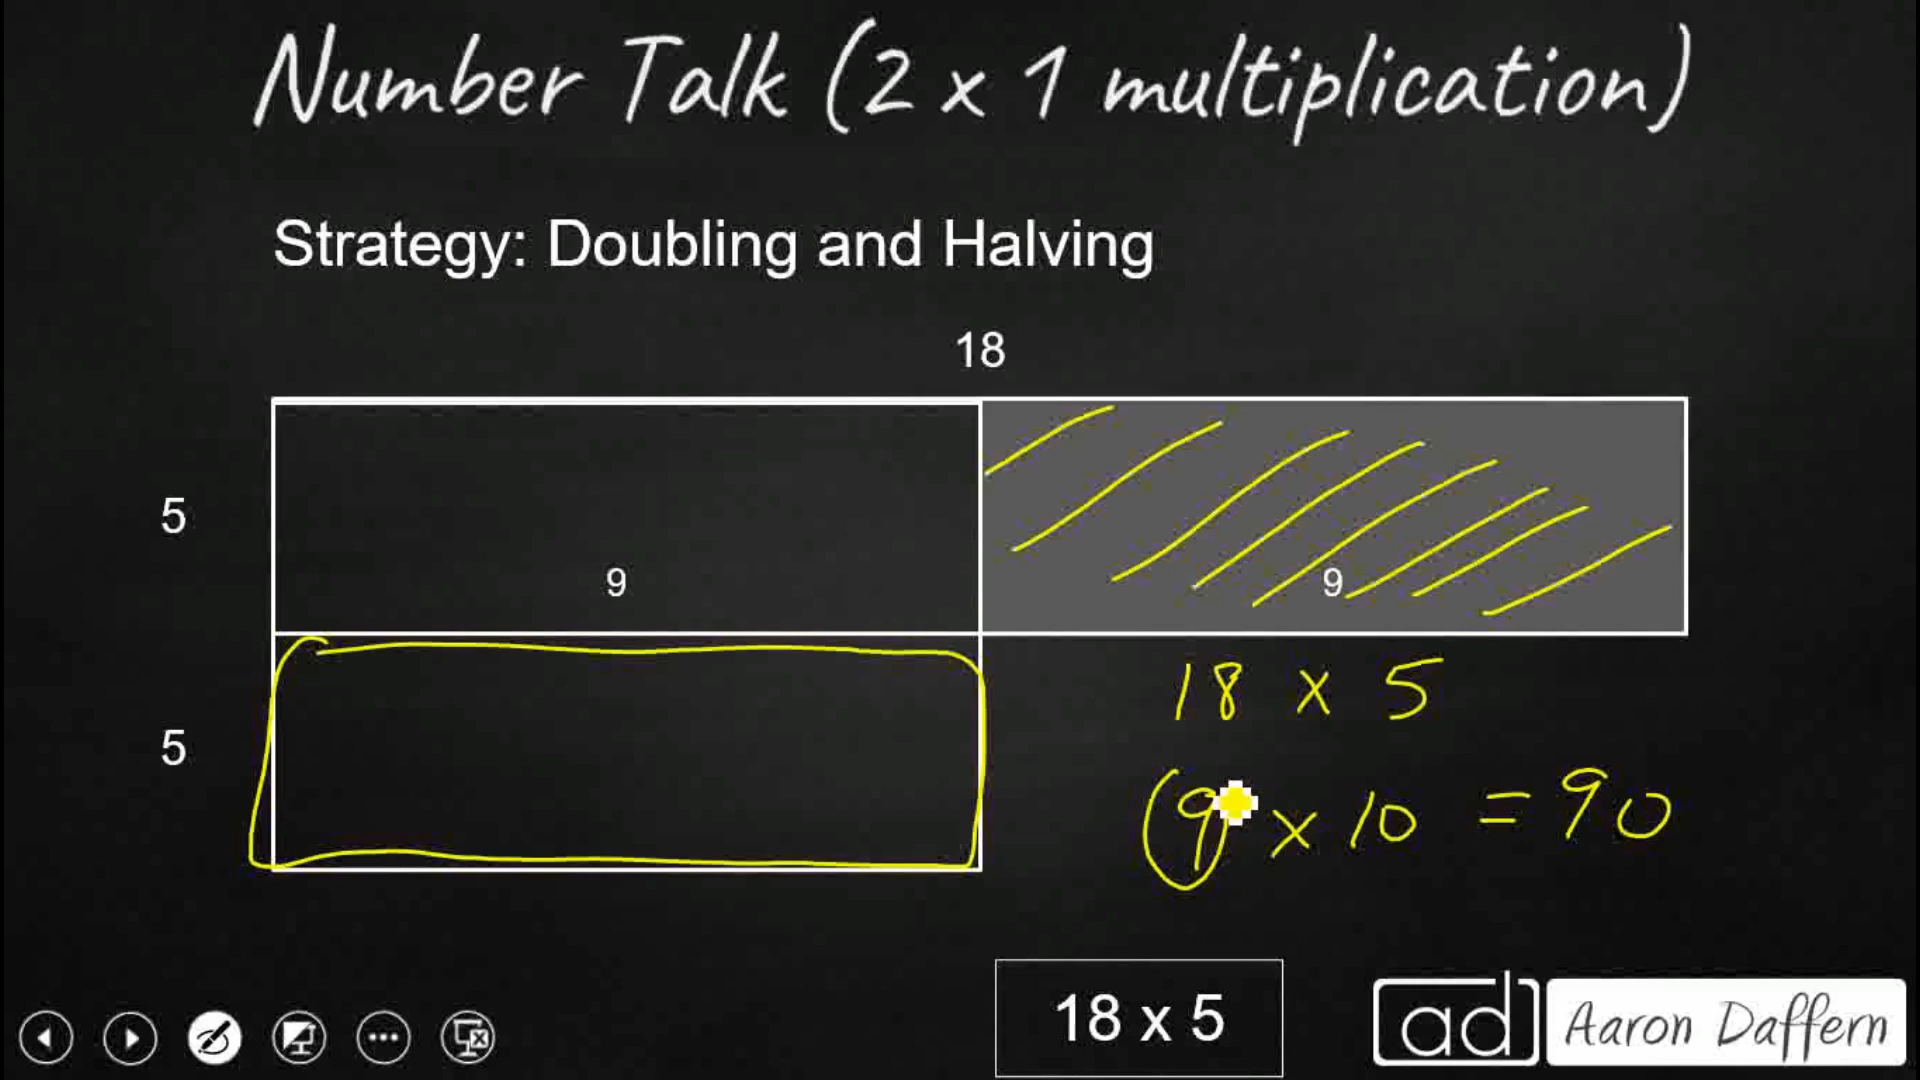 Number Talk (2 x 1 multiplication)
Strategy: Doubling and Halving
18
5
9 9
5
18 x 5
(9 x 10 = 90
18 x 5
ad Aaron Daffern